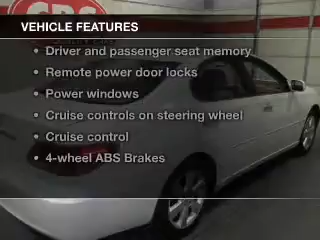 VEHICLE FEATURES
• Driver and passenger seat memory
• Remote power door locks
• Power windows
• Cruise controls on steering wheel
• Cruise control
• 4-wheel ABS Brakes